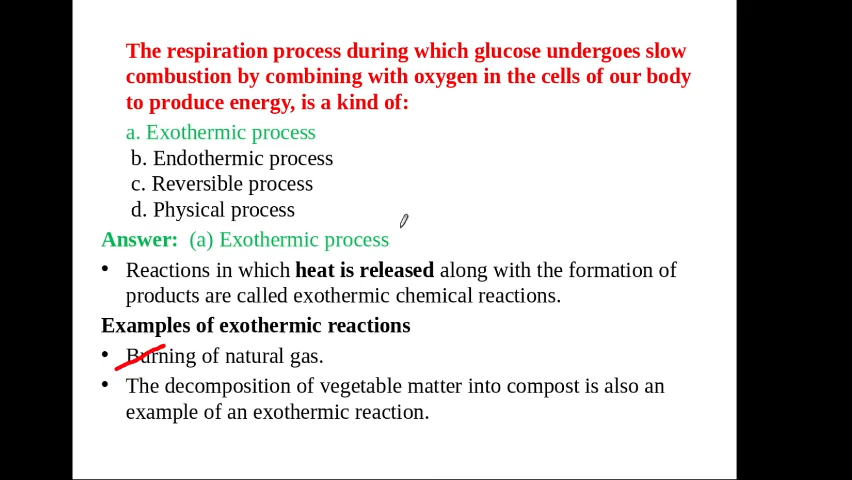 The respiration process during which glucose undergoes slow
combustion by combining with oxygen in the cells of our body
to produce energy, is a kind of:
a. Exothermic process
b. Endothermic process
c. Reversible process
d. Physical process
Answer: (a) Exothermic process
• Reactions in which heat is released along with the formation of
products are called exothermic chemical reactions.
Examples of exothermic reactions
• Burning of natural gas.
• The decomposition of vegetable matter into compost is also an
example of an exothermic reaction.